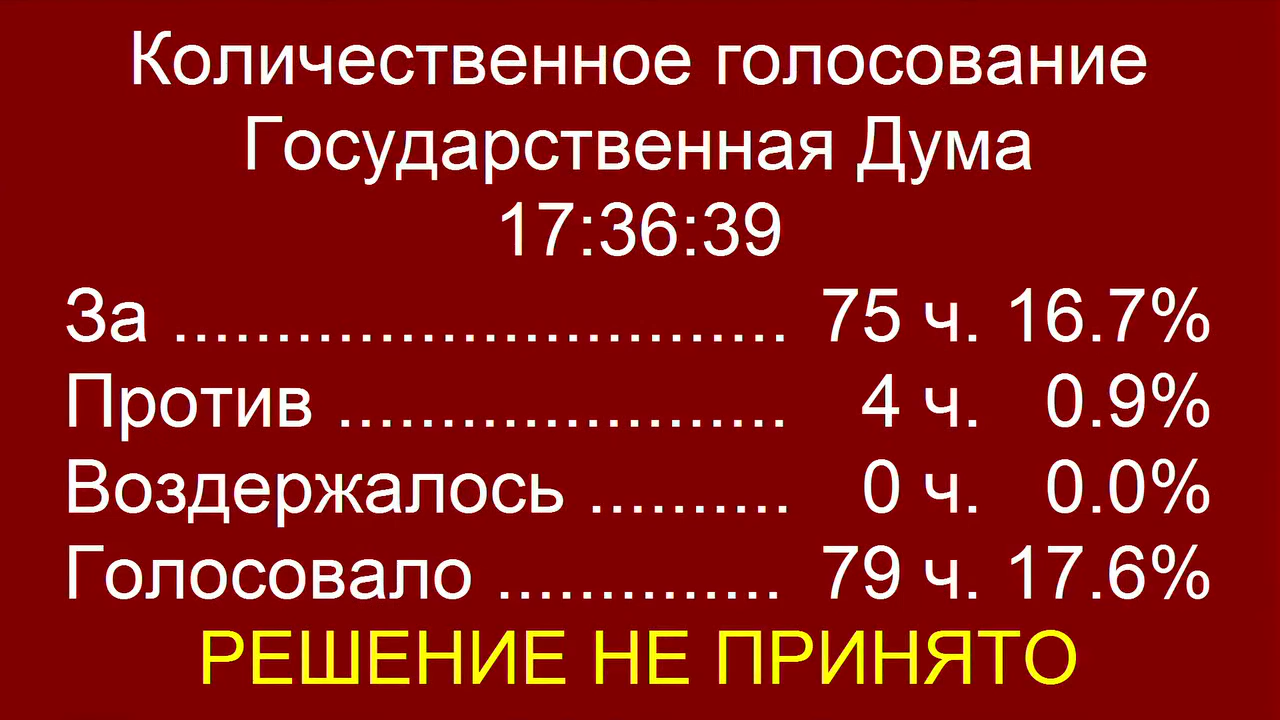 Количественное голосование
Государственная Дума
17:36:39
За .............................. 75 ч. 16.7%
Против ...................... 4 ч. 0.9%
Воздержалось .......... 0 ч. 0.0%
Голосовало .............. 79 ч. 17.6%
РЕШЕНИЕ НЕ ПРИНЯТО